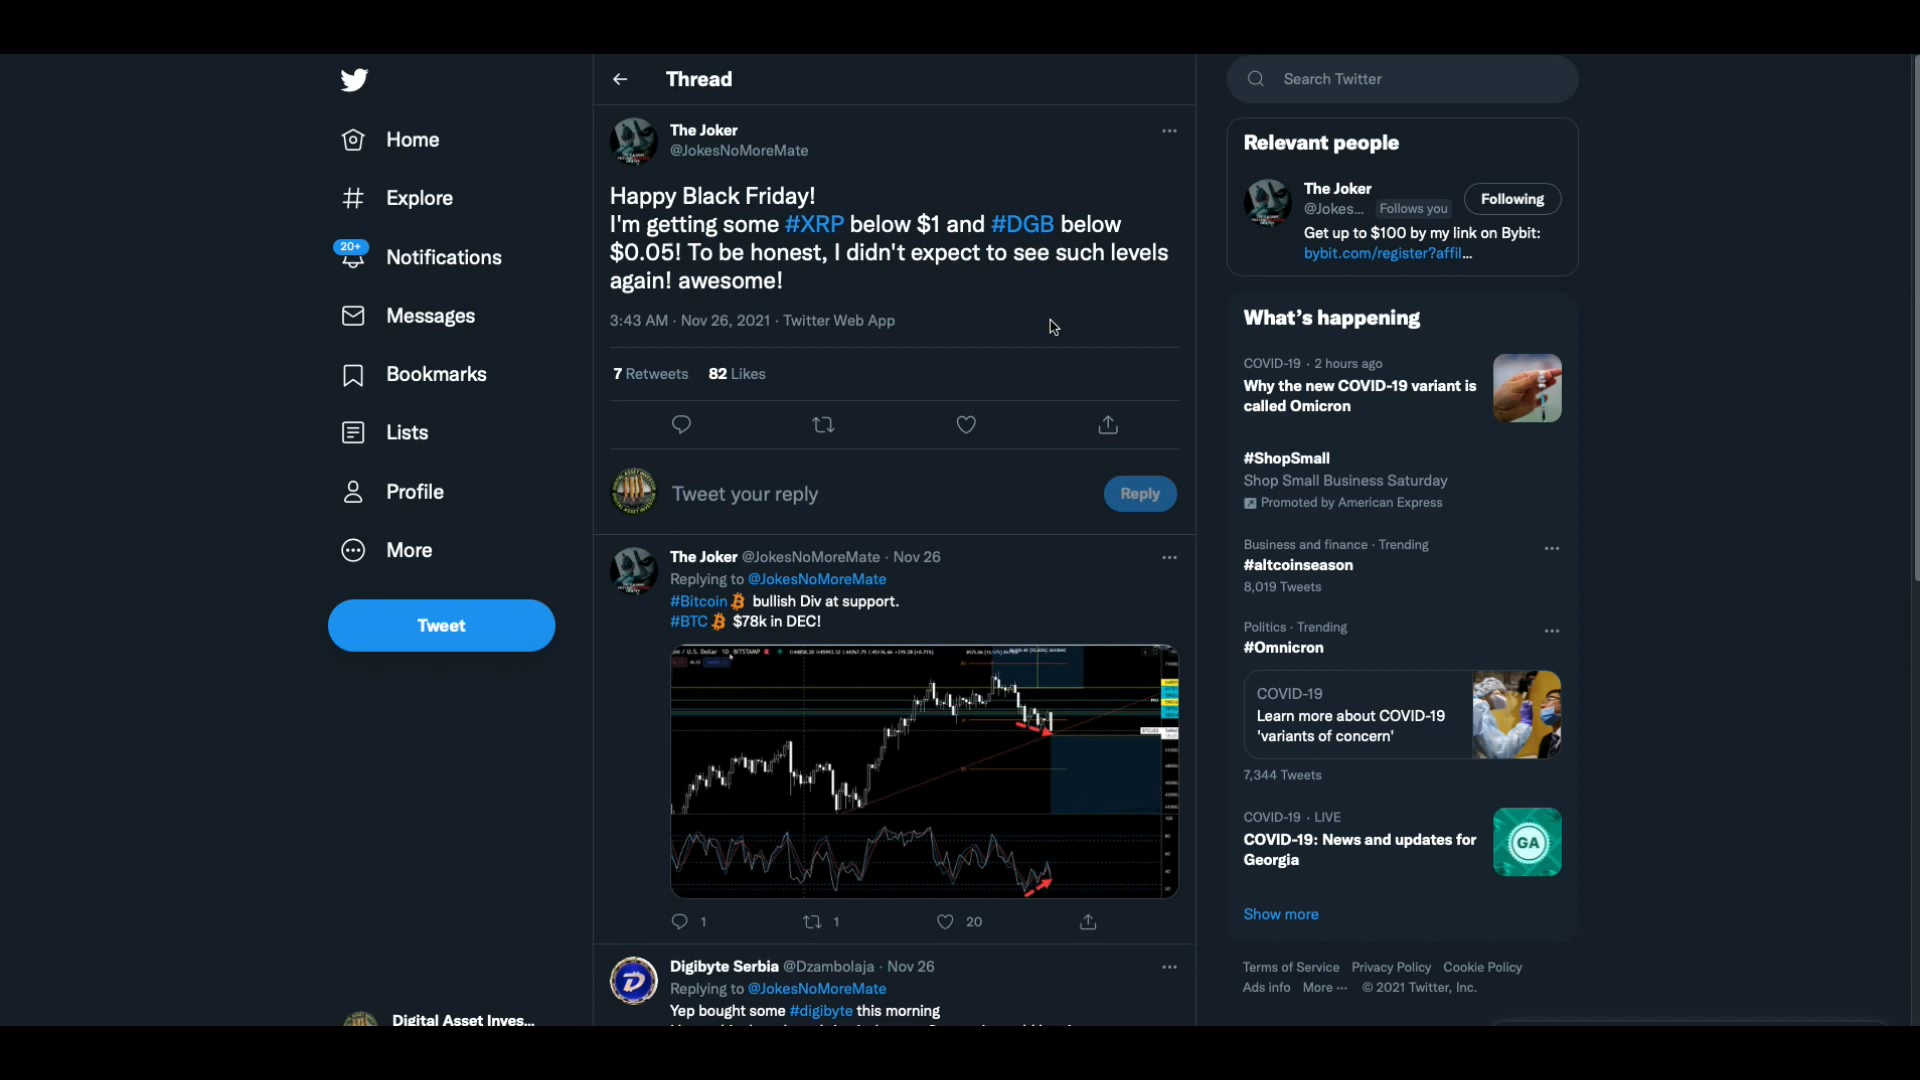 Home
Explore
20+
Notifications
Messages
Bookmarks
Lists
Profile
More
Tweet
Digital Asset Inves...
Thread
The Joker
@JokesNoMoreMate
Happy Black Friday!
I'm getting some #XRP below $1 and #DGB below
$0.05! To be honest, I didn't expect to see such levels
again! awesome!
3:43 AM · Nov 26, 2021 · Twitter Web App
7 Retweets 82 Likes
Tweet your reply
Reply
The Joker @JokesNoMoreMate · Nov 26
Replying to @JokesNoMoreMate
#Bitcoin bullish Div at support.
#BTC $78k in DEC!
1 1 20
Digibyte Serbia @Dzambolaja · Nov 26
Replying to @JokesNoMoreMate
Yep bought some #digibyte this morning
Search Twitter
Relevant people
The Joker
@Jokes... Follows you
Following
Get up to $100 by my link on Bybit:
bybit.com/register?affil...
What's happening
COVID-19 · 2 hours ago
Why the new COVID-19 variant is
called Omicron
#ShopSmall
Shop Small Business Saturday
Promoted by American Express
Business and finance · Trending
#altcoinseason
8,019 Tweets
Politics · Trending
#Omnicron
COVID-19
Learn more about COVID-19
'variants of concern'
7,344 Tweets
COVID-19 · LIVE
COVID-19: News and updates for
Georgia
GA
Show more
Terms of Service Privacy Policy Cookie Policy
Ads info More ··· © 2021 Twitter, Inc.